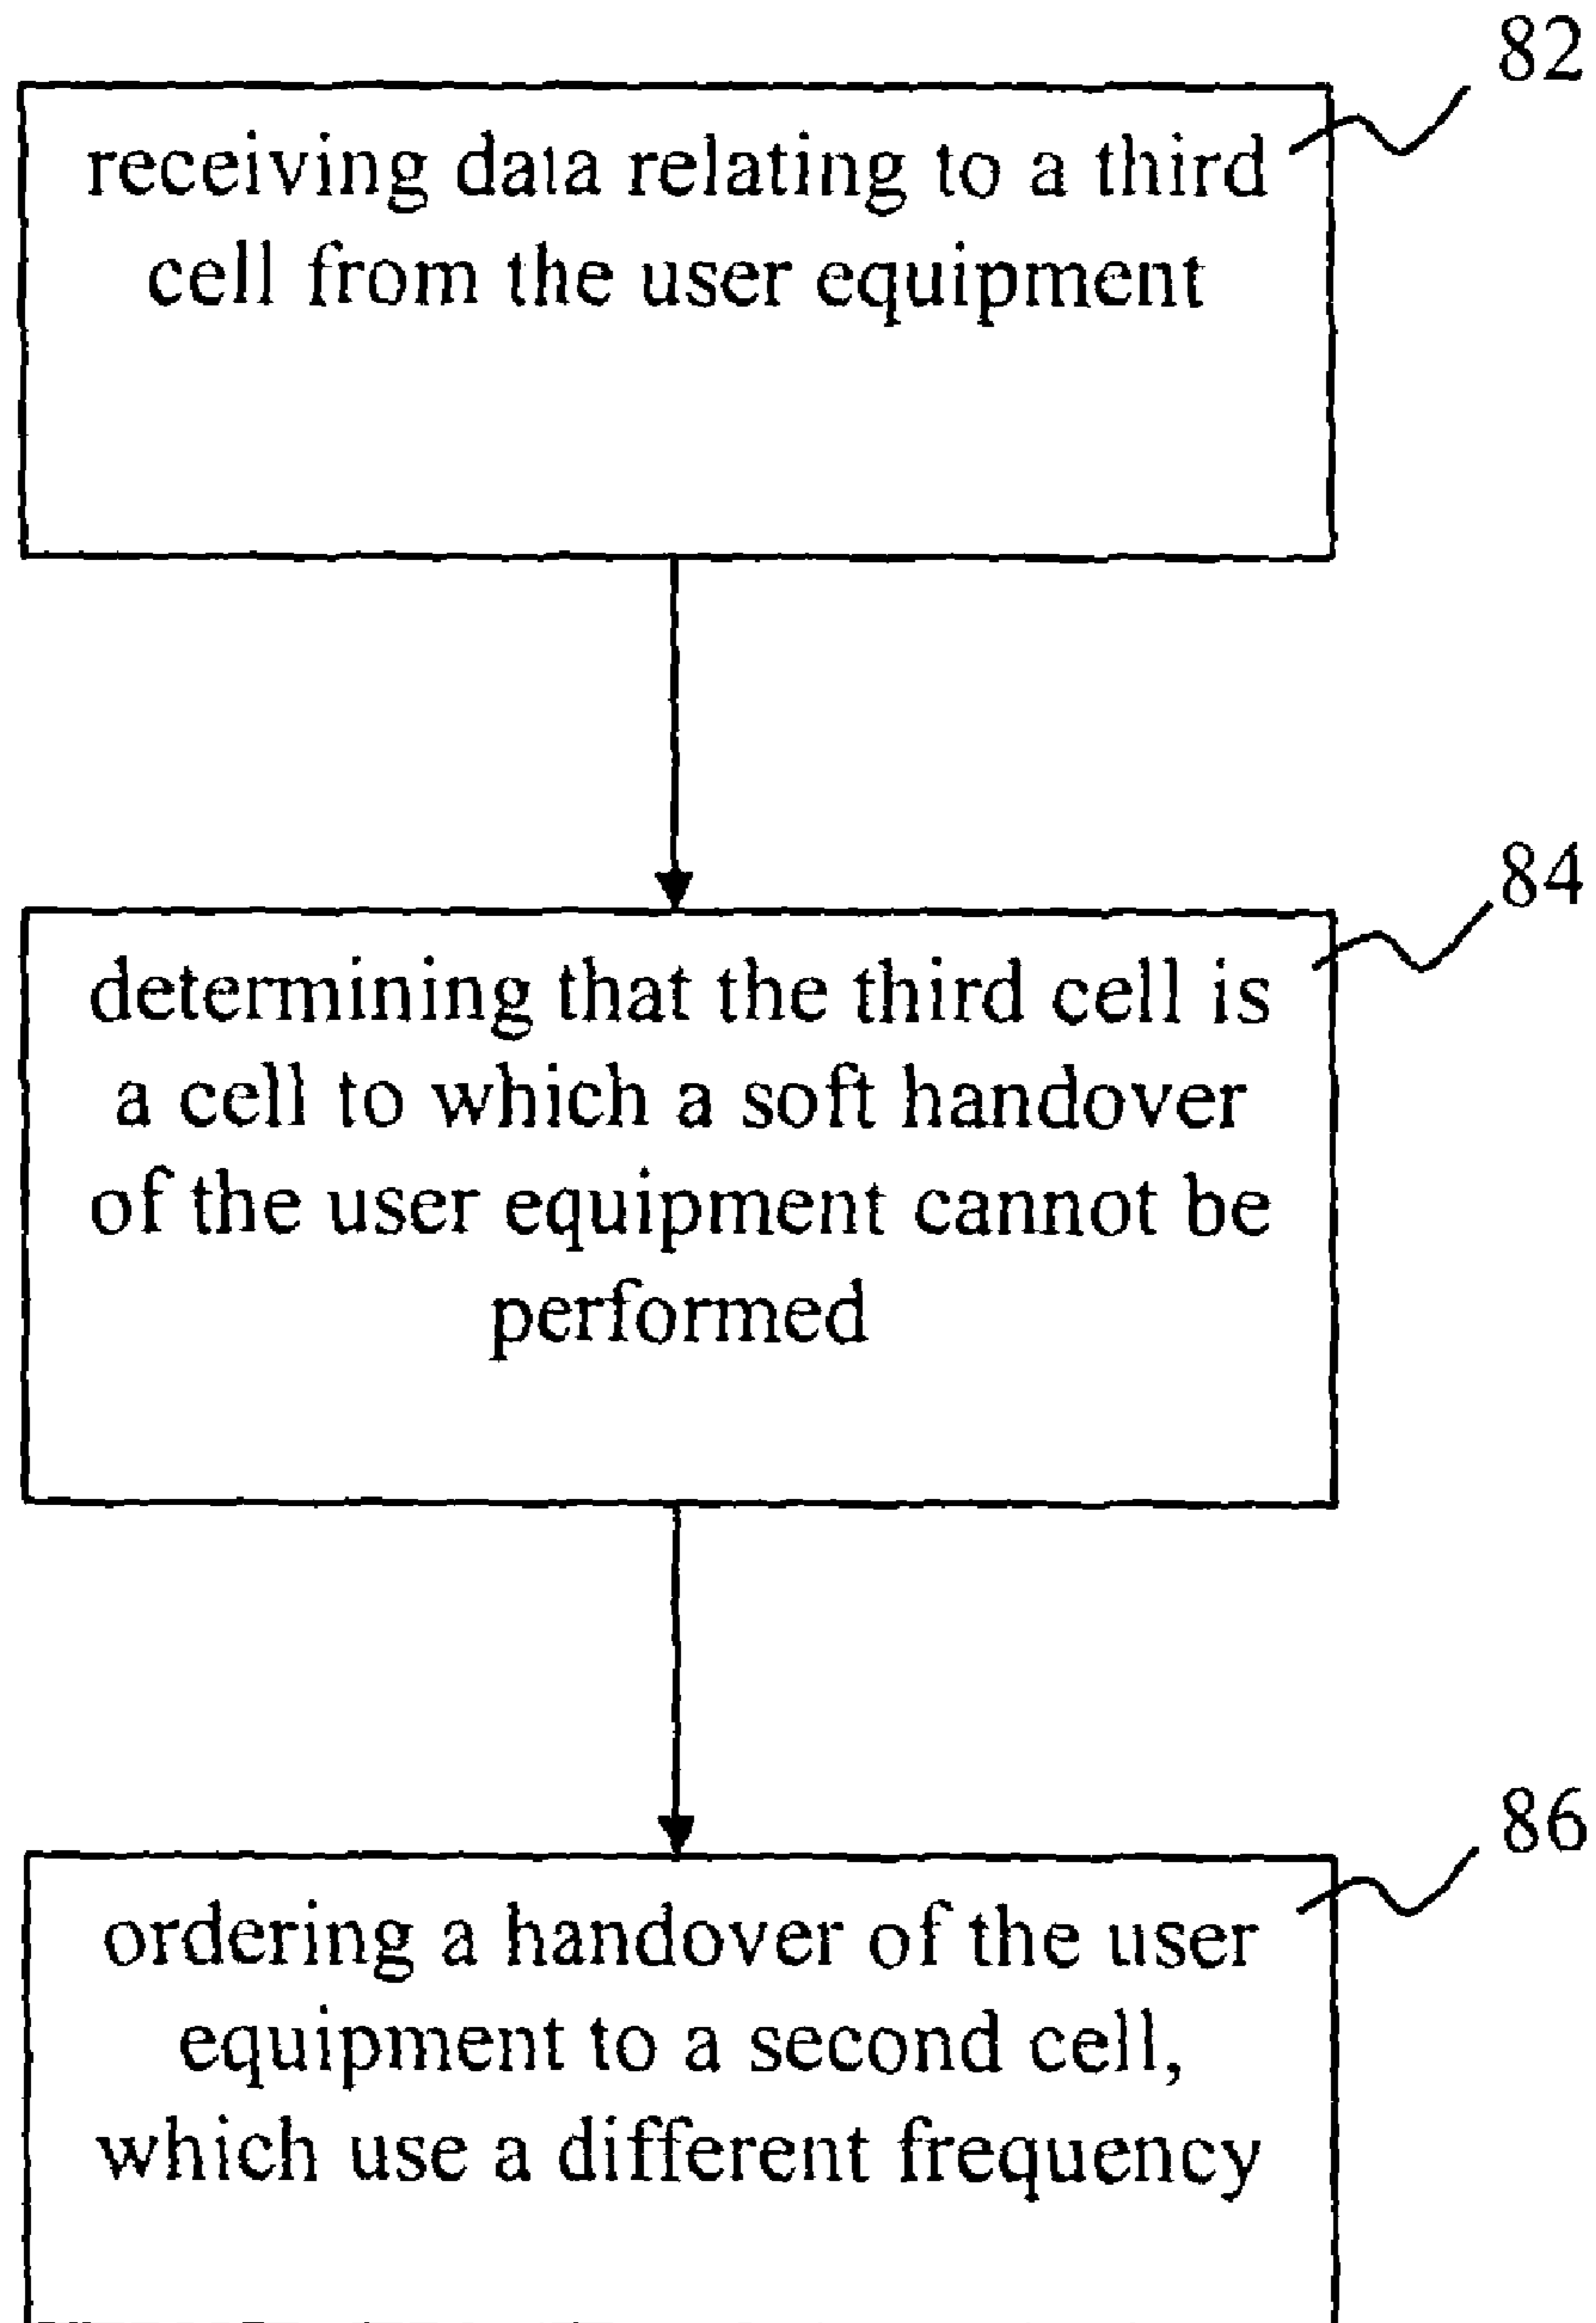 82
receiving data relating to a third
cell from the user equipment
84
determining that the third cell is
a cell to which a soft handover
of the user equipment cannot be
performed
86
ordering a handover of the user
equipment to a second cell,
which use a different frequency